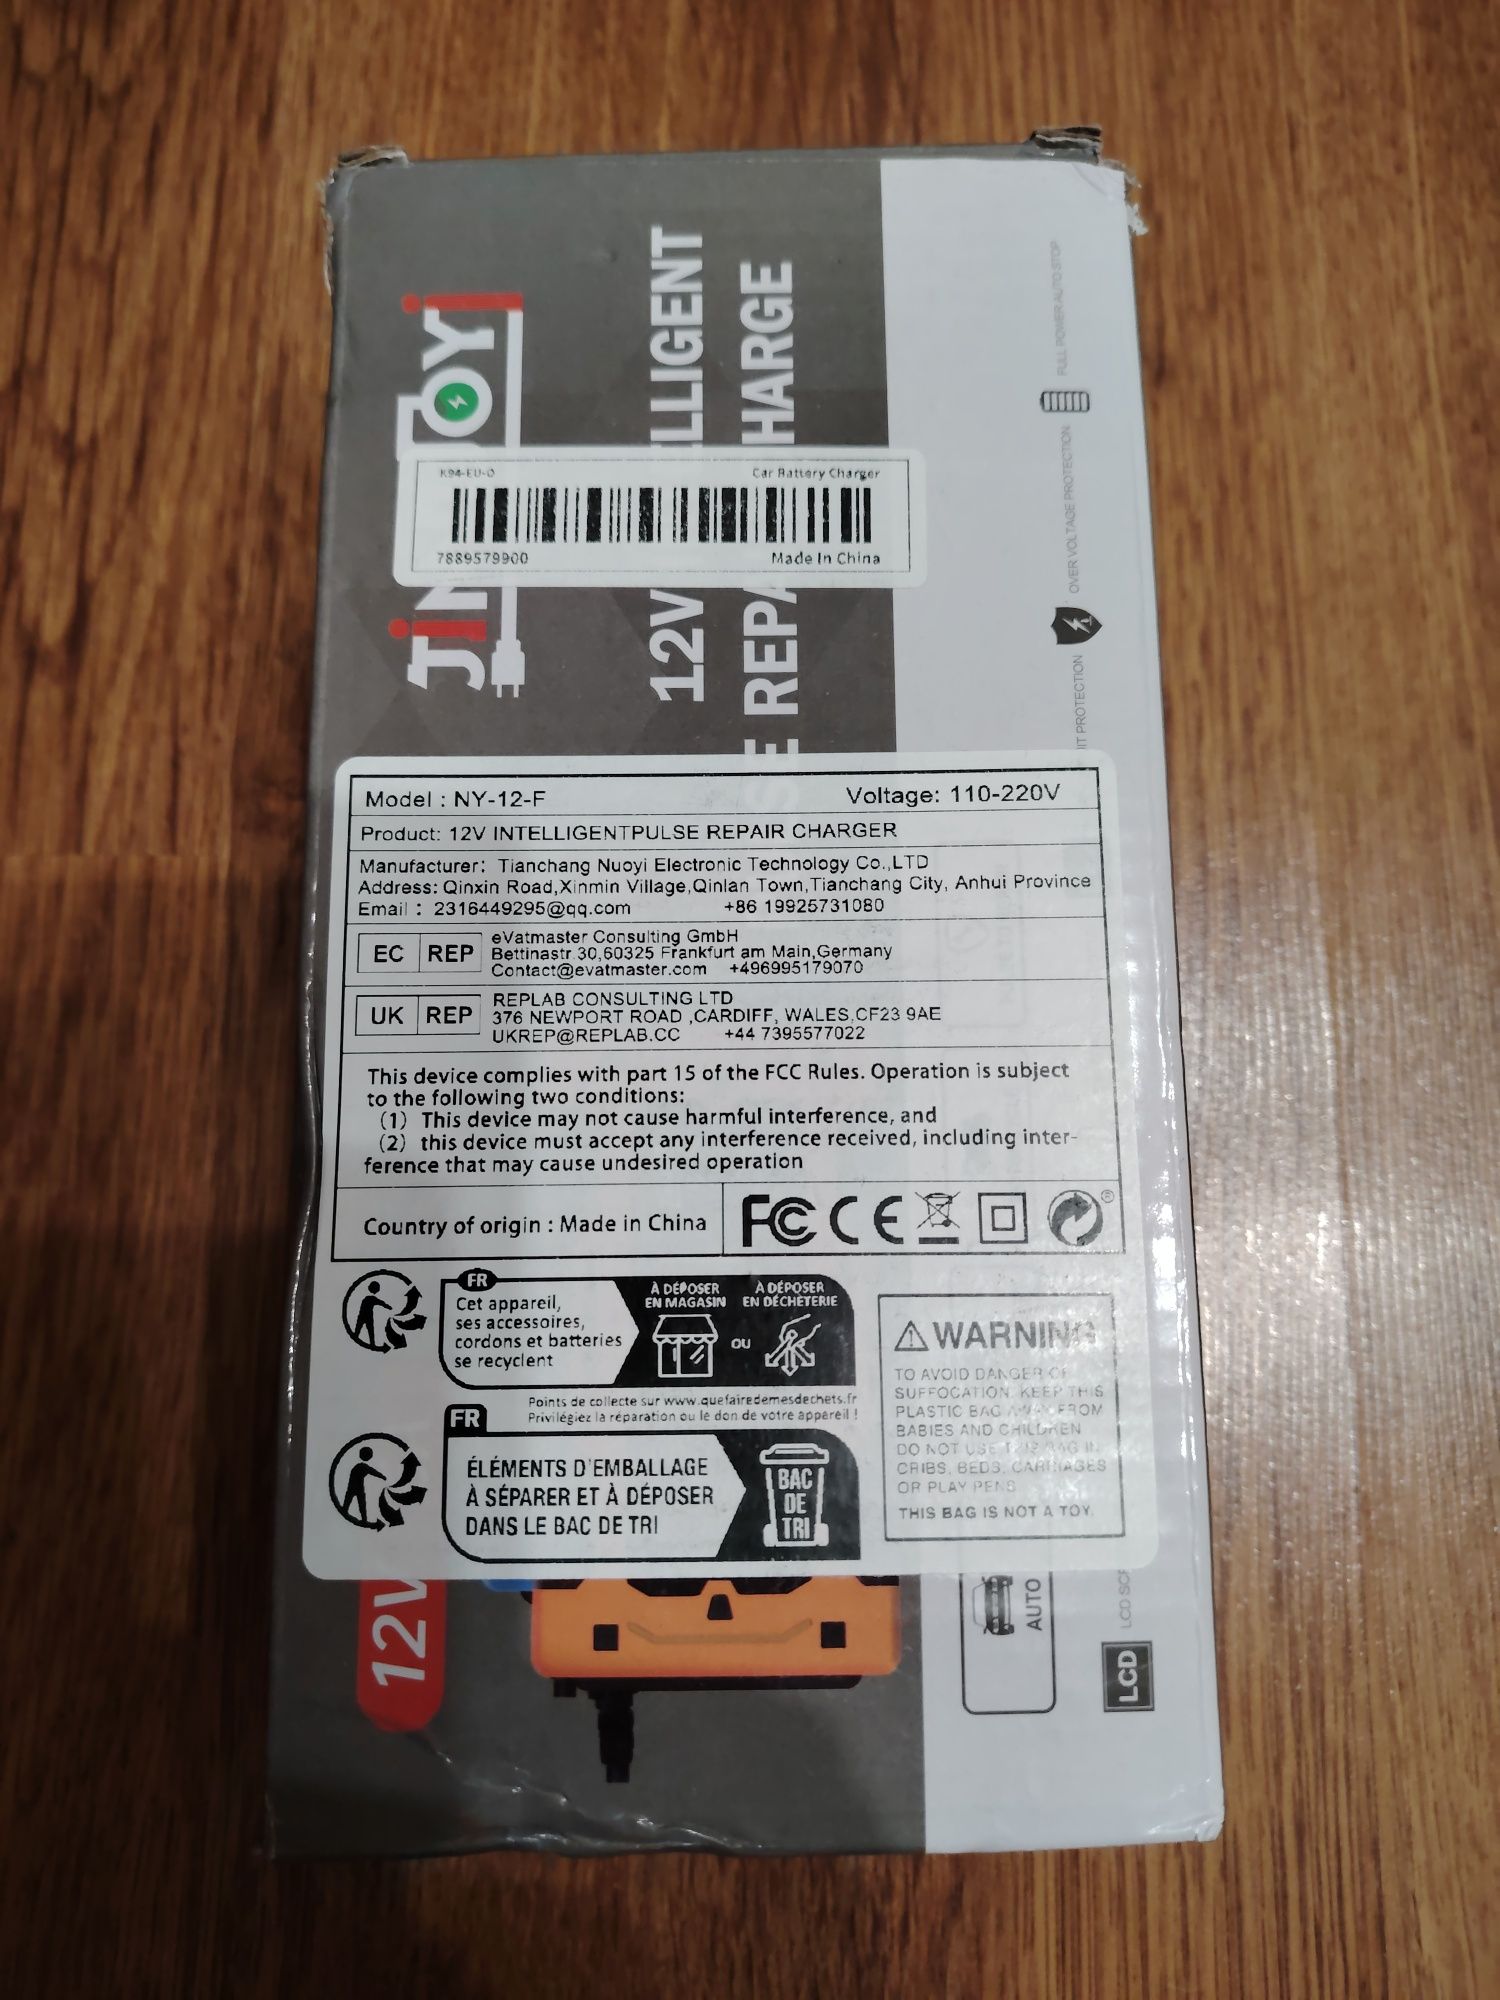 LLIGENT
12V
HARGE
REPA
K94-EU-O
Car Battery Charger
7889579900
Made In China
FULL POWER AUTO STOP
OVER VOLTAGE PROTECTION
PROTECTION
Model : NY-12-F
Voltage: 110-220V
Product: 12V INTELLIGENTPULSE REPAIR CHARGER
Manufacturer: Tianchang Nuoyi Electronic Technology Co.,LTD
Address: Qinxin Road,Xinmin Village,Qinlan Town,Tianchang City, Anhui Province
Email : 2316449295@qq.com +86 19925731080
EC REP
eVatmaster Consulting GmbH
Bettinastr.30,60325 Frankfurt am Main,Germany
Contact@evatmaster.com +496995179070
UK REP
REPLAB CONSULTING LTD
376 NEWPORT ROAD ,CARDIFF, WALES,CF23 9AE
UKREP@REPLAB.CC +44 7395577022
This device complies with part 15 of the FCC Rules. Operation is subject
to the following two conditions:
(1) This device may not cause harmful interference, and
(2) this device must accept any interference received, including inter-
ference that may cause undesired operation
Country of origin : Made in China
FC CE
FR
Cet appareil,
ses accessoires,
cordons et batteries
se recyclent
À DÉPOSER
EN MAGASIN
OU
À DÉPOSER
EN DÉCHÈTERIE
Points de collecte sur www.quefairedemesdechets.fr
Privilégiez la réparation ou le don de votre appareil !
FR
ÉLÉMENTS D'EMBALLAGE
À SÉPARER ET À DÉPOSER
DANS LE BAC DE TRI
BAC
DE
TRI
WARNING
TO AVOID DANGER OF
SUFFOCATION, KEEP THIS
PLASTIC BAG AWAY FROM
BABIES AND CHILDREN
DO NOT USE THIS BAG IN
CRIBS, BEDS, CARRIAGES
OR PLAY PENS
THIS BAG IS NOT A TOY.
12V
AUTO
LCD
LCD